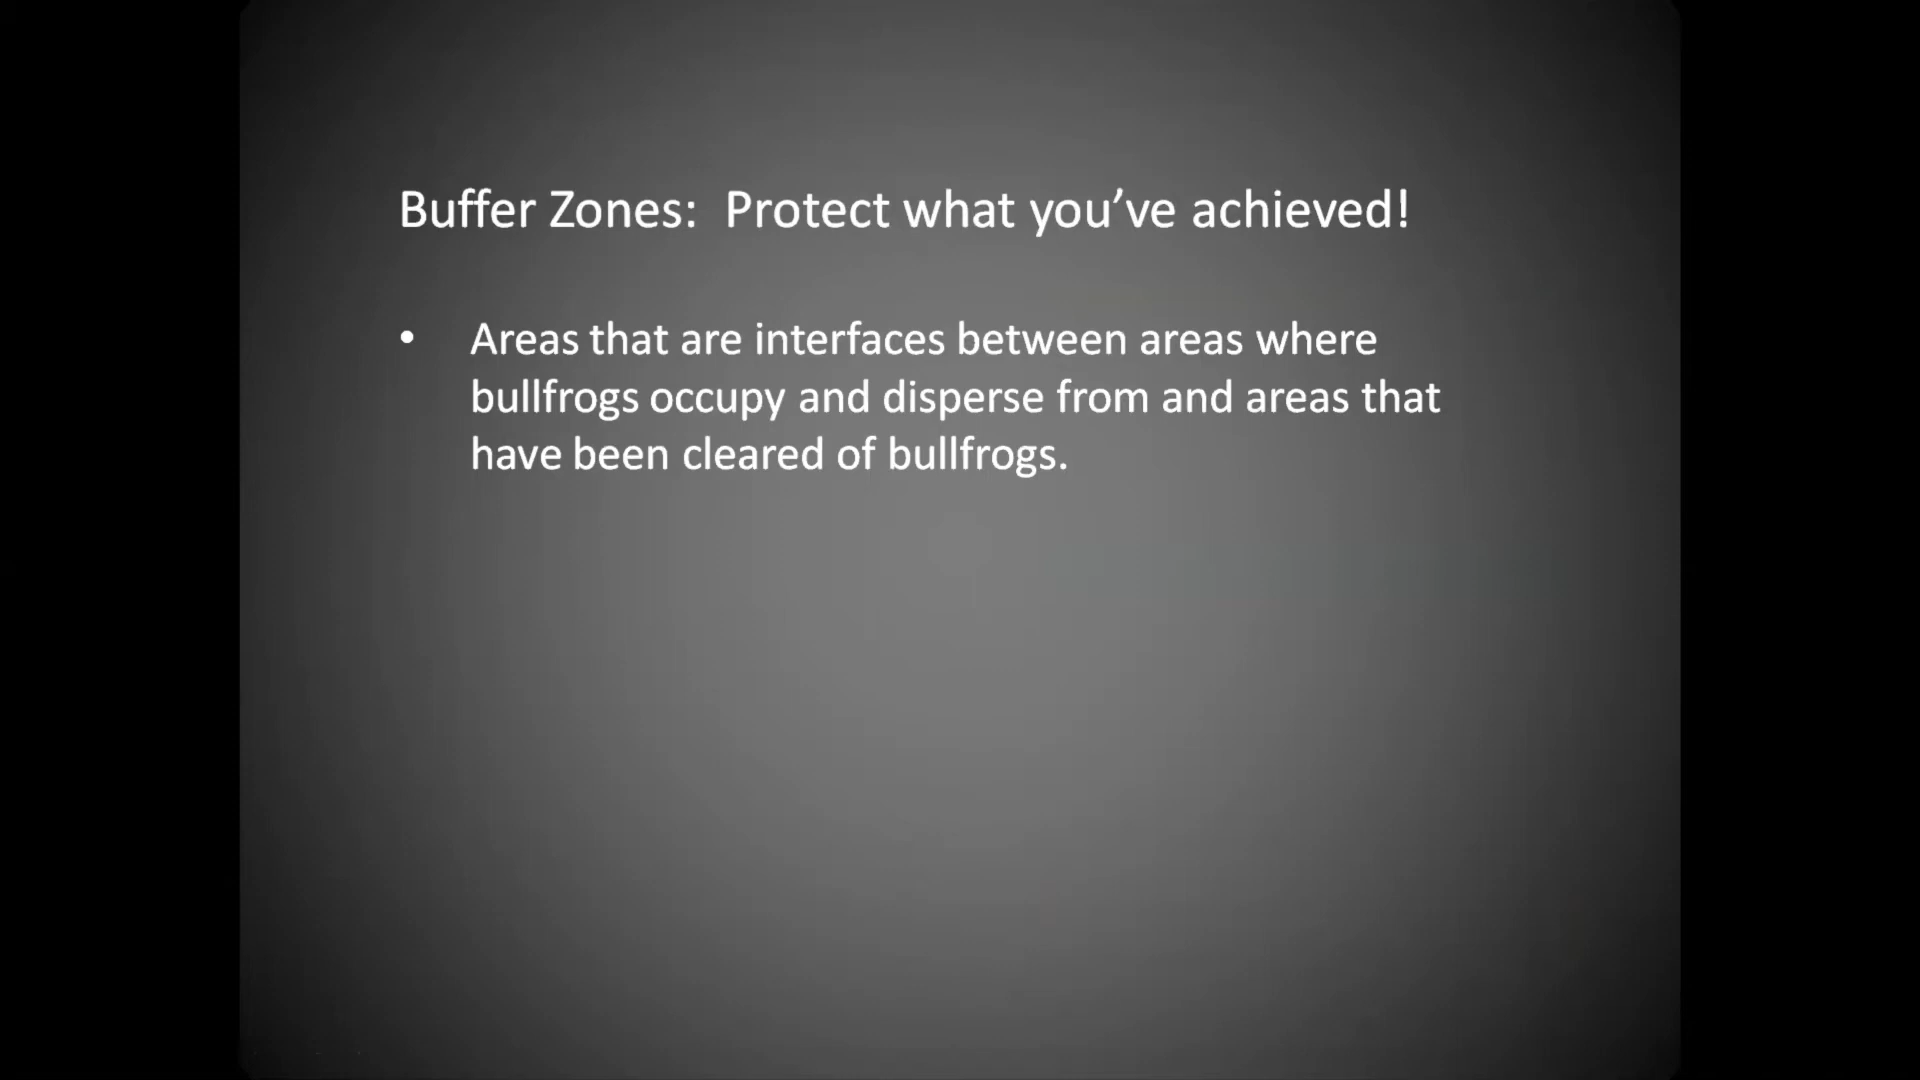 Buffer Zones:  Protect what you’ve achieved!
•    Areas that are interfaces between areas where
bullfrogs occupy and disperse from and areas that
have been cleared of bullfrogs.